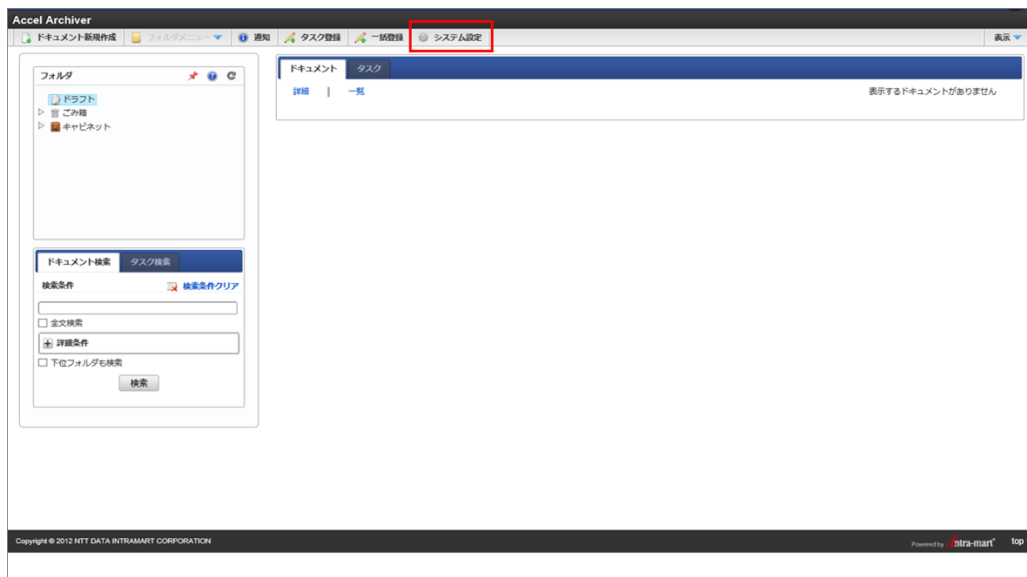 Accel Archiver
ドキュメント新規作成 フォルダメニュー 通知 タスク登録 一括登録 システム設定 表示
フォルダ
ドラフト
ごみ箱
キャビネット
ドキュメント タスク
詳細 | 一覧 表示するドキュメントがありません
ドキュメント検索 タスク検索
検索条件 検索条件クリア
全文検索
詳細条件
下位フォルダも検索
検索
Copyright © 2012 NTT DATA INTRAMART CORPORATION Powered by intra-mart top